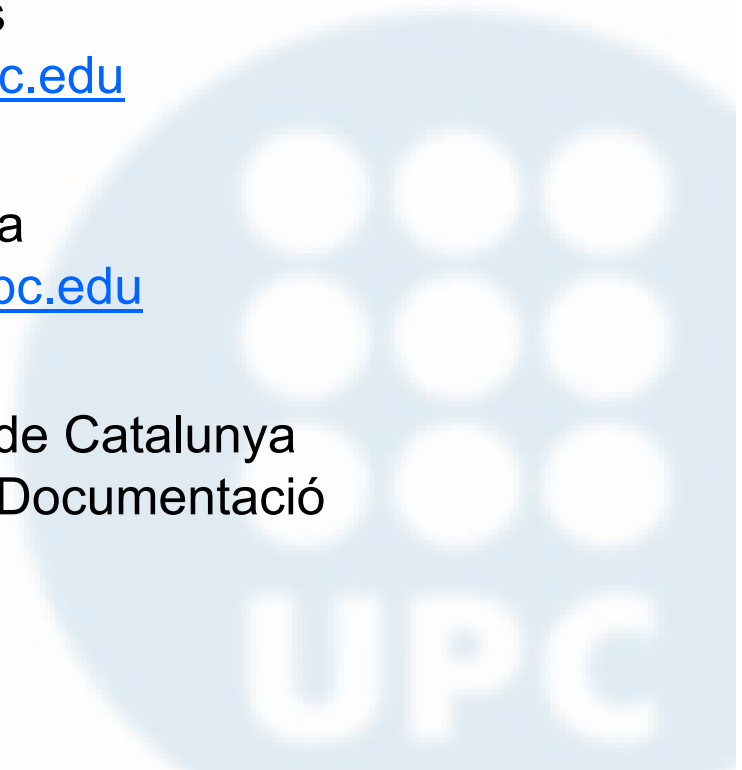 s
c.edu
a
pc.edu
de Catalunya
Documentació
UPC